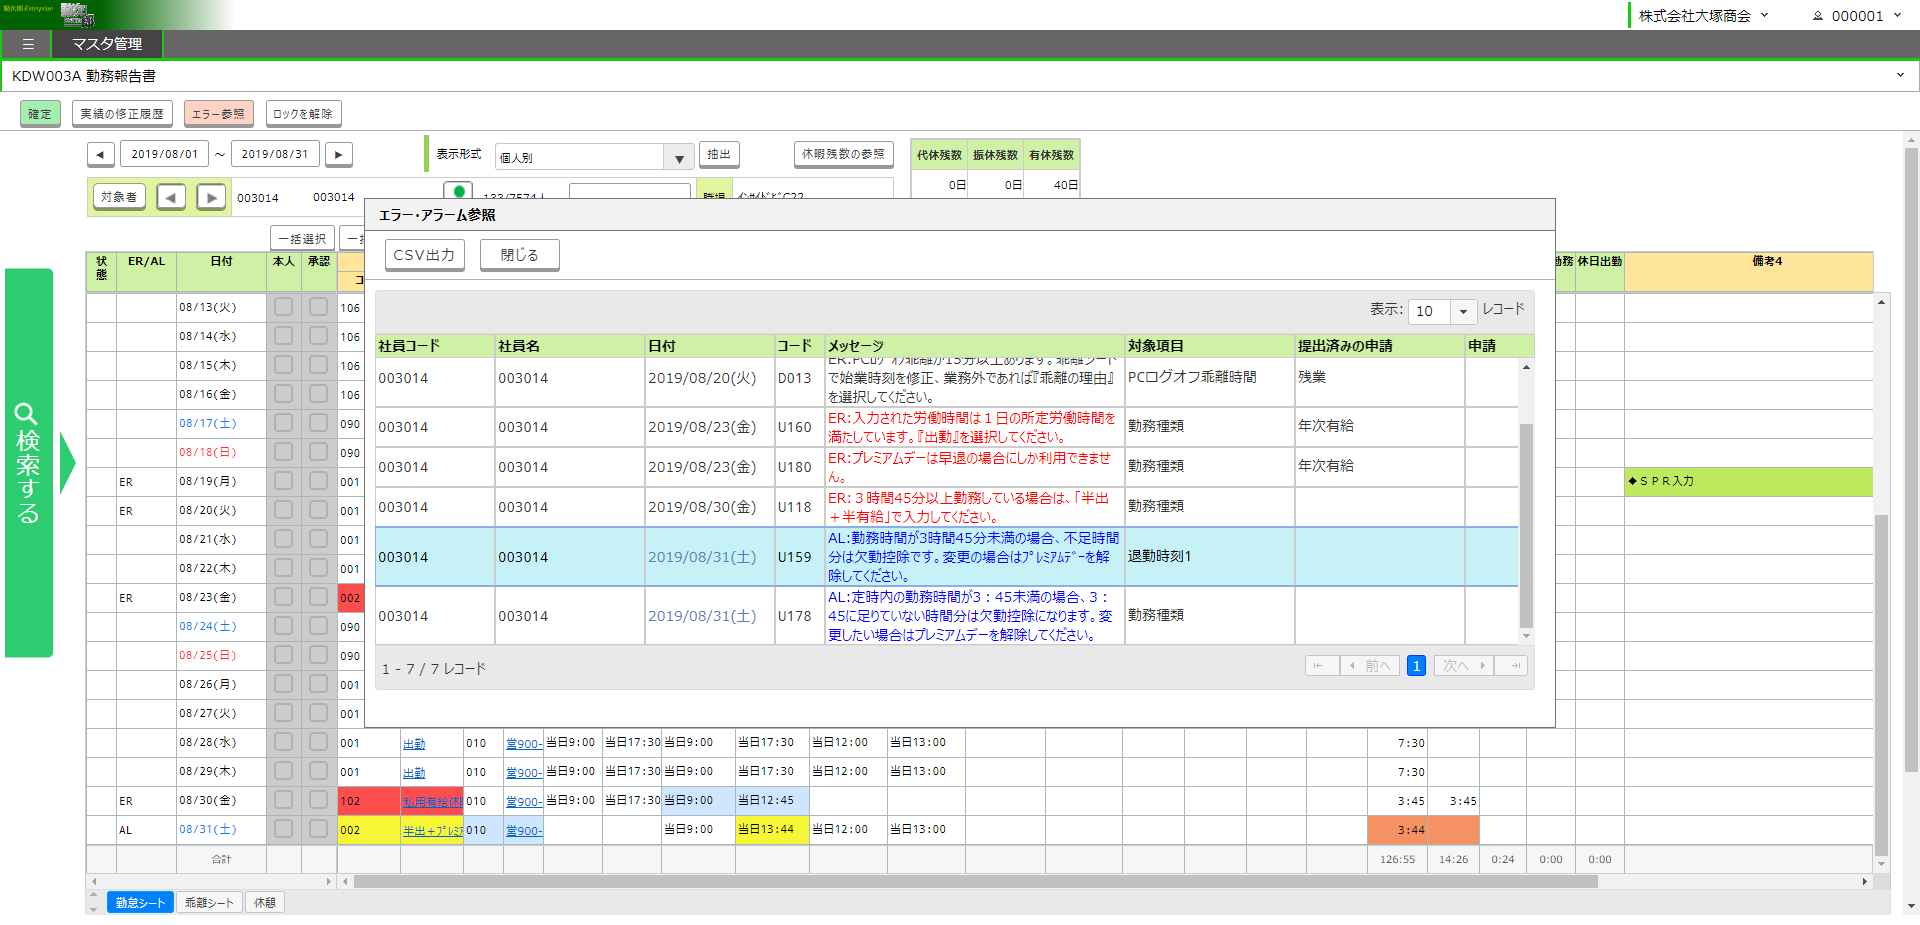 勤次郎Enterprise
株式会社大塚商会
000001
マスタ管理
KDW003A 勤務報告書
確定
実績の修正履歴
エラー参照
ロックを解除
2019/08/01 ～ 2019/08/31
表示形式
個人別
抽出
休暇残数の参照
代休残数 振休残数 有休残数
0日 0日 40日
対象者
003014 003014
一括選択
エラー・アラーム参照
CSV出力
閉じる
表示: 10 レコード
社員コード 社員名 日付 コード メッセージ 対象項目 提出済みの申請 申請
ER:PCログオフ乖離が15分以上あります。乖離シート
003014 003014 2019/08/20(火) D013 で始業時刻を修正、業務外であれば『乖離の理由』 PCログオフ乖離時間 残業
を選択してください。
003014 003014 2019/08/23(金) U160 ER:入力された労働時間は１日の所定労働時間を 勤務種類 年次有給
満たしています。『出勤』を選択してください。
003014 003014 2019/08/23(金) U180 ER:プレミアムデーは早退の場合にしか利用できませ 勤務種類 年次有給
ん。
003014 003014 2019/08/30(金) U118 ER:３時間45分以上勤務している場合は、「半出 勤務種類
＋半有給」で入力してください。
AL:勤務時間が3時間45分未満の場合、不足時間
003014 003014 2019/08/31(土) U159 分は欠勤控除です。変更の場合はﾌﾟﾚﾐｱﾑﾃﾞｰを解 退勤時刻1
除してください。
AL:定時内の勤務時間が3：45未満の場合、3：
003014 003014 2019/08/31(土) U178 45に足りていない時間分は欠勤控除になります。変 勤務種類
更したい場合はプレミアムデーを解除してください。
1 - 7 / 7 レコード
前へ 1 次へ
状態 ER/AL 日付 本人 承認
休日出勤 備考4
08/13(火) 106
08/14(水) 106
08/15(木) 106
08/16(金) 106
08/17(土) 090
08/18(日) 090
ER 08/19(月) 001 ◆ＳＰＲ入力
ER 08/20(火) 001
08/21(水) 001
08/22(木) 001
ER 08/23(金) 002
08/24(土) 090
08/25(日) 090
08/26(月) 001
08/27(火) 001
08/28(水) 001 出勤 010 営900- 当日9:00 当日17:30 当日9:00 当日17:30 当日12:00 当日13:00 7:30
08/29(木) 001 出勤 010 営900- 当日9:00 当日17:30 当日9:00 当日17:30 当日12:00 当日13:00 7:30
ER 08/30(金) 102 私用有給休 010 営900- 当日9:00 当日17:30 当日9:00 当日12:45 3:45 3:45
AL 08/31(土) 002 半出＋ﾌﾟﾚﾐｱ 010 営900- 当日9:00 当日13:44 当日12:00 当日13:00 3:44
合計 126:55 14:26 0:24 0:00 0:00
勤怠シート
乖離シート
休憩
検索する